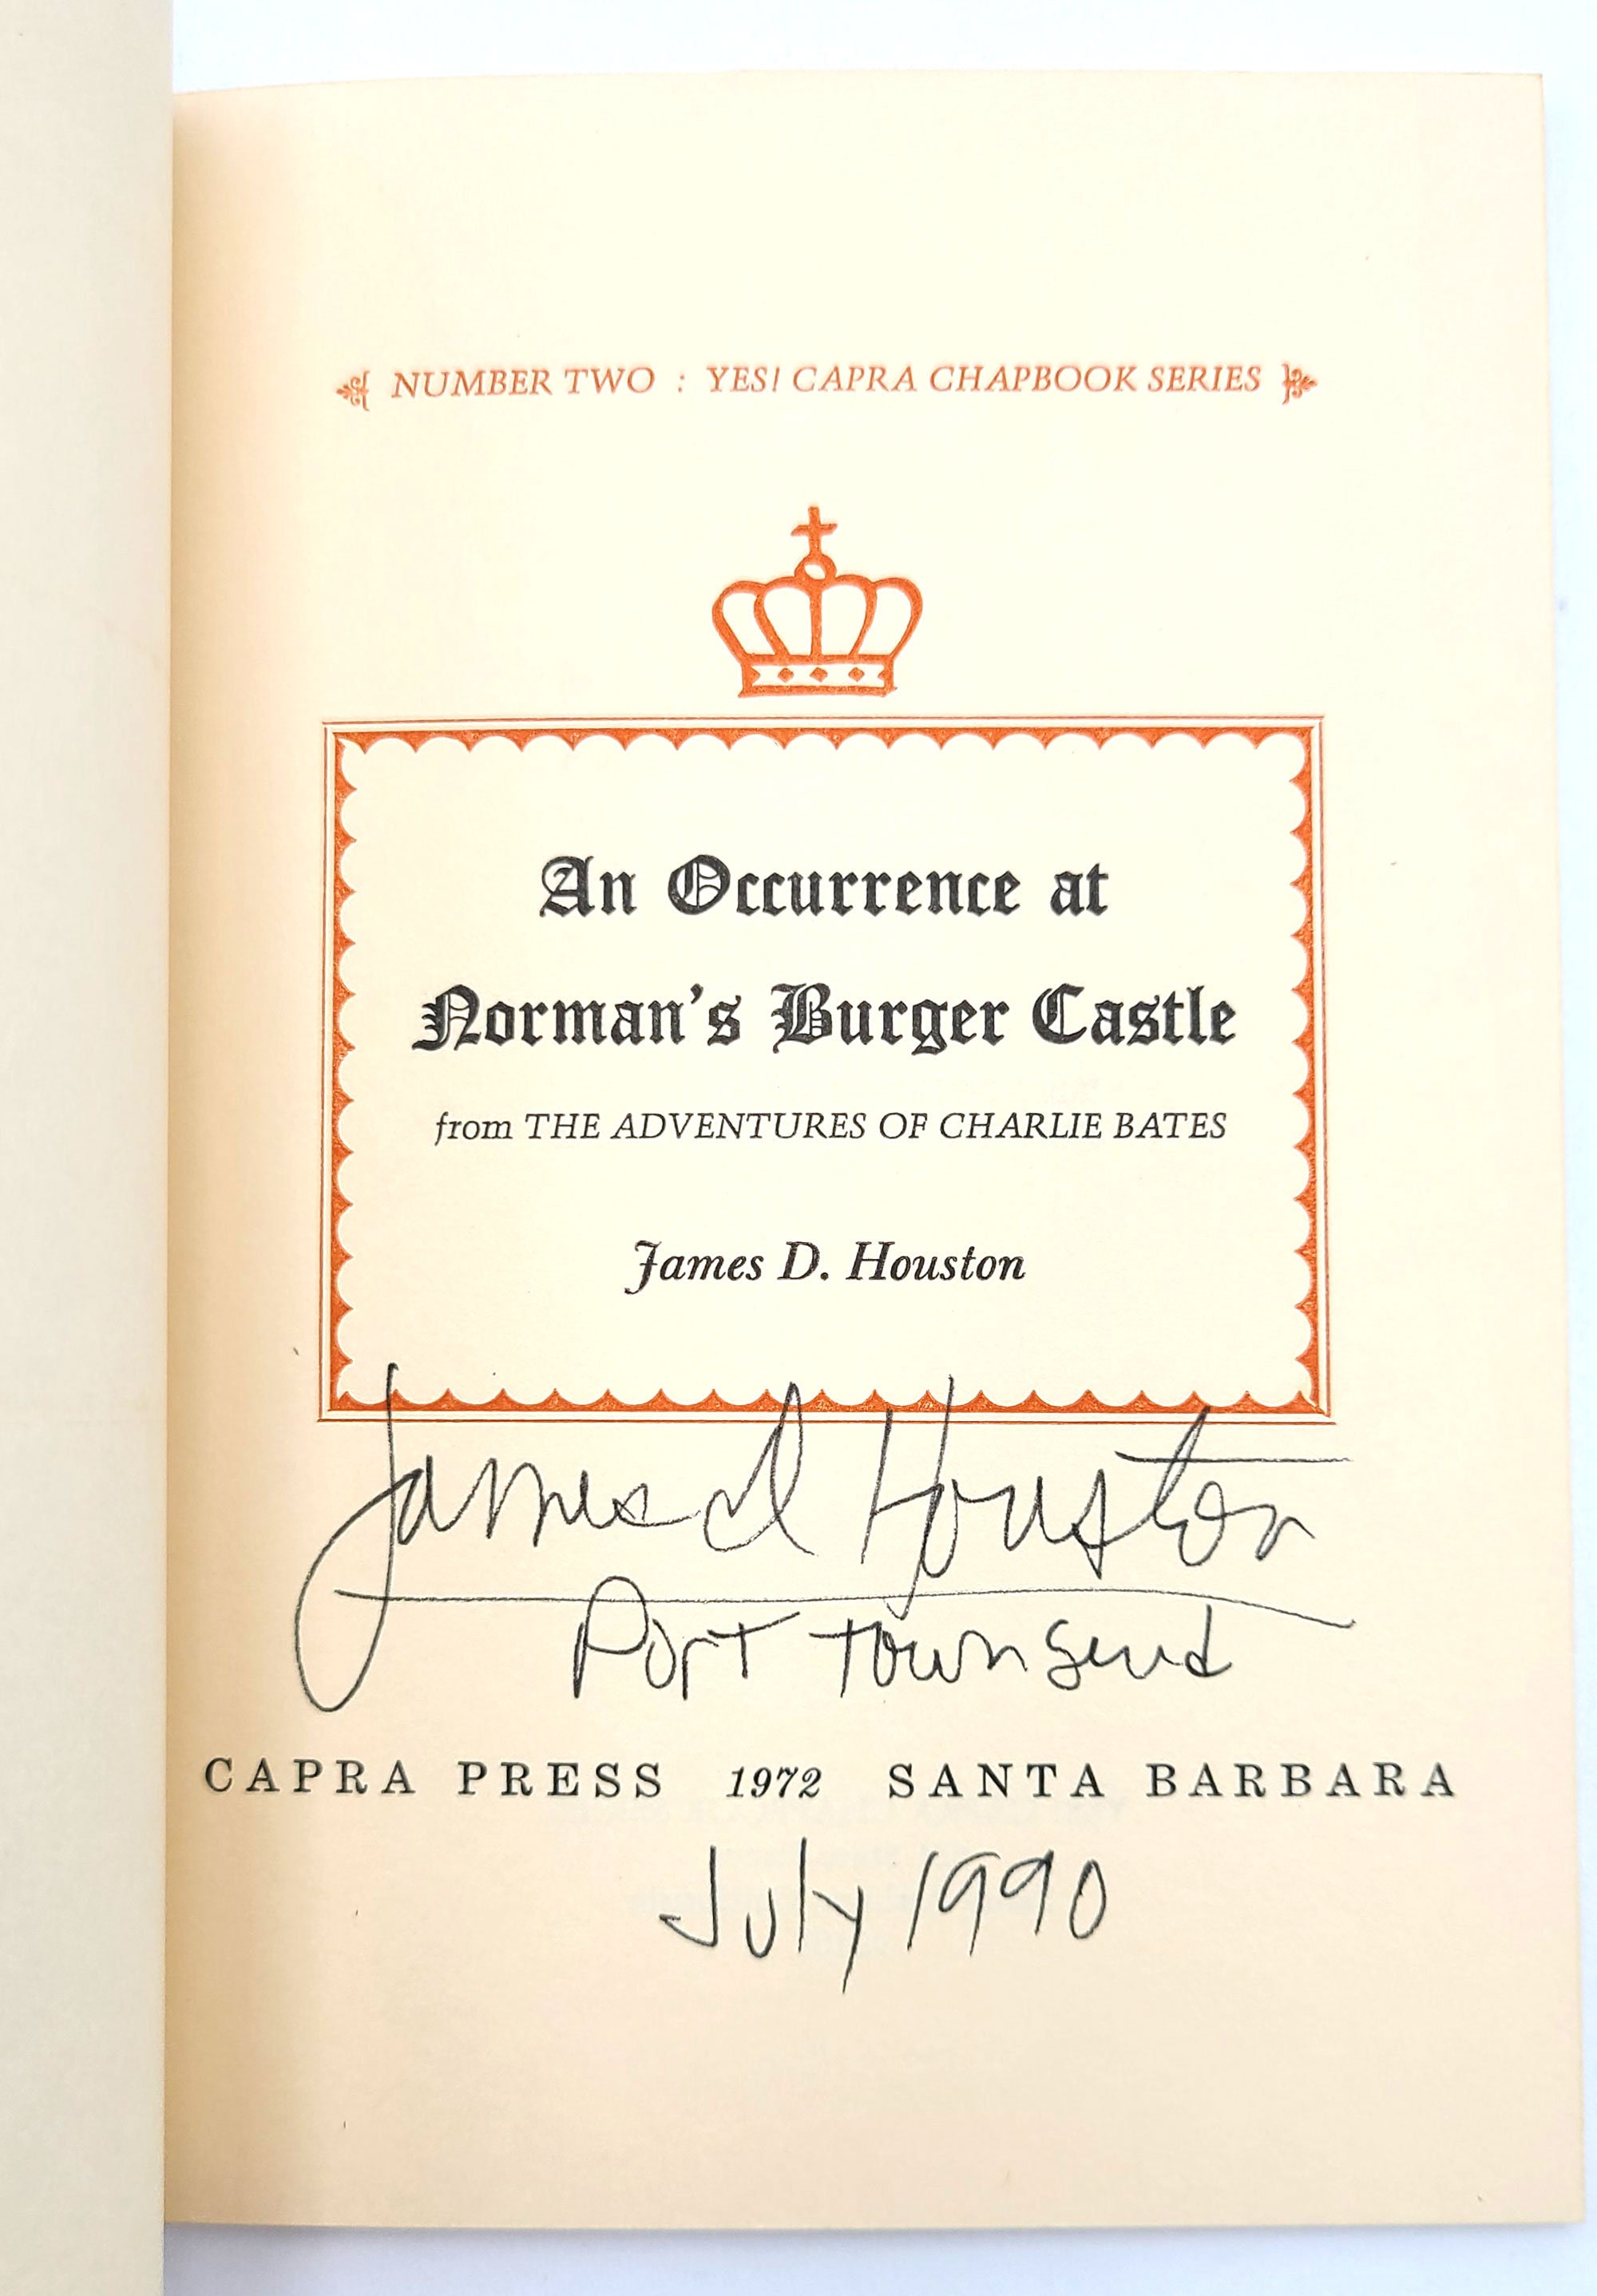 NUMBER TWO : YES! CAPRA CHAPBOOK SERIES
An Occurrence at
Norman's Burger Castle
from THE ADVENTURES OF CHARLIE BATES
James D. Houston
James D Houston
Port Townsend
CAPRA PRESS 1972 SANTA BARBARA
July 1990